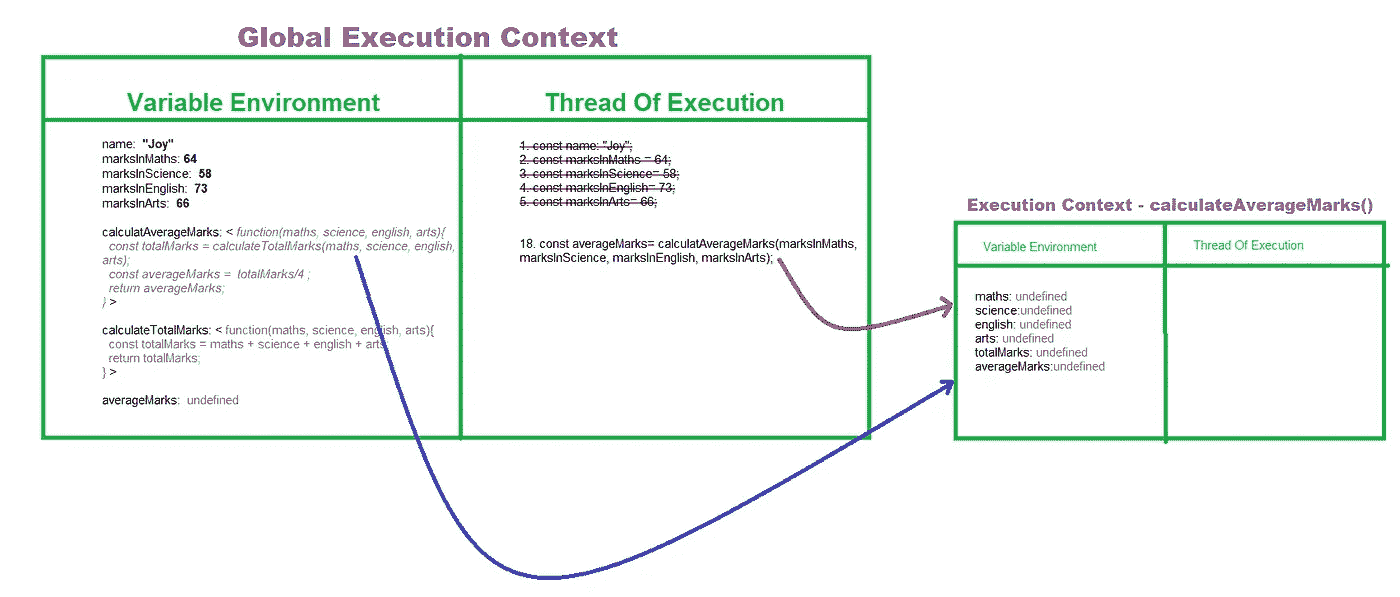 Global Execution Context
Variable Environment
name: "Joy"
marksInMaths: 64
marksInScience: 58
marksInEnglish: 73
marksInArts: 66
calculatAverageMarks: < function(maths, science, english, arts){
const totalMarks = calculateTotalMarks(maths, science, english,
arts);
const averageMarks = totalMarks/4 ;
return averageMarks;
} >
calculateTotalMarks: < function(maths, science, english, arts){
const totalMarks = maths + science + english + arts
return totalMarks;
} >
averageMarks: undefined
Thread Of Execution
1. const name: "Joy";
2. const marksInMaths = 64;
3. const marksInScience= 58;
4. const marksInEnglish= 73;
5. const marksInArts= 66;
18. const averageMarks= calculatAverageMarks(marksInMaths,
marksInScience, marksInEnglish, marksInArts);
Execution Context - calculateAverageMarks()
Variable Environment
maths: undefined
science:undefined
english: undefined
arts: undefined
totalMarks: undefined
averageMarks:undefined
Thread Of Execution